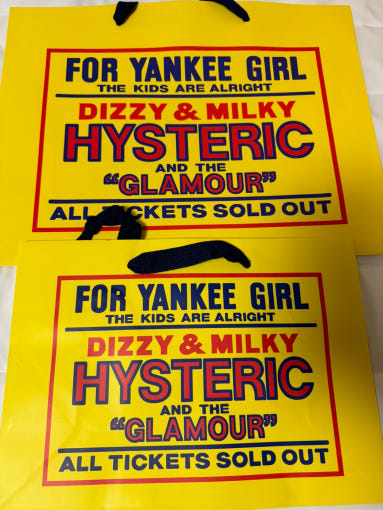 FOR YANKEE GIRL
THE KIDS ARE ALRIGHT
DIZZY & MILKY
HYSTERIC
AND THE
"GLAMOUR"
ALL TICKETS SOLD OUT
FOR YANKEE GIRL
THE KIDS ARE ALRIGHT
DIZZY & MILKY
HYSTERIC
AND THE
"GLAMOUR"
ALL TICKETS SOLD OUT